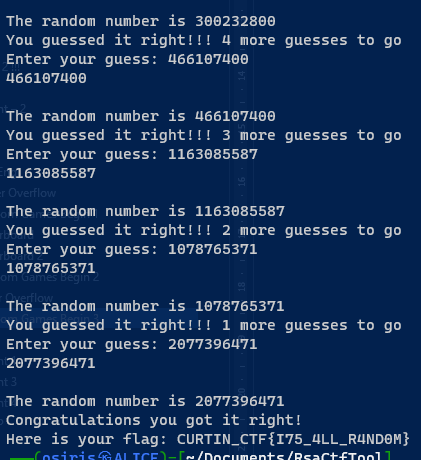 The random number is 300232800
You guessed it right!!! 4 more guesses to go
Enter your guess: 466107400
466107400
The random number is 466107400
You guessed it right!!! 3 more guesses to go
Enter your guess: 1163085587
1163085587
The random number is 1163085587
You guessed it right!!! 2 more guesses to go
Enter your guess: 1078765371
1078765371
The random number is 1078765371
You guessed it right!!! 1 more guesses to go
Enter your guess: 2077396471
2077396471
The random number is 2077396471
Congratulations you got it right!
Here is your flag: CURTIN_CTF{I75_4LL_R4ND0M}
(osiris㉿ALICE)-[~/Documents/RsaCtfTool]